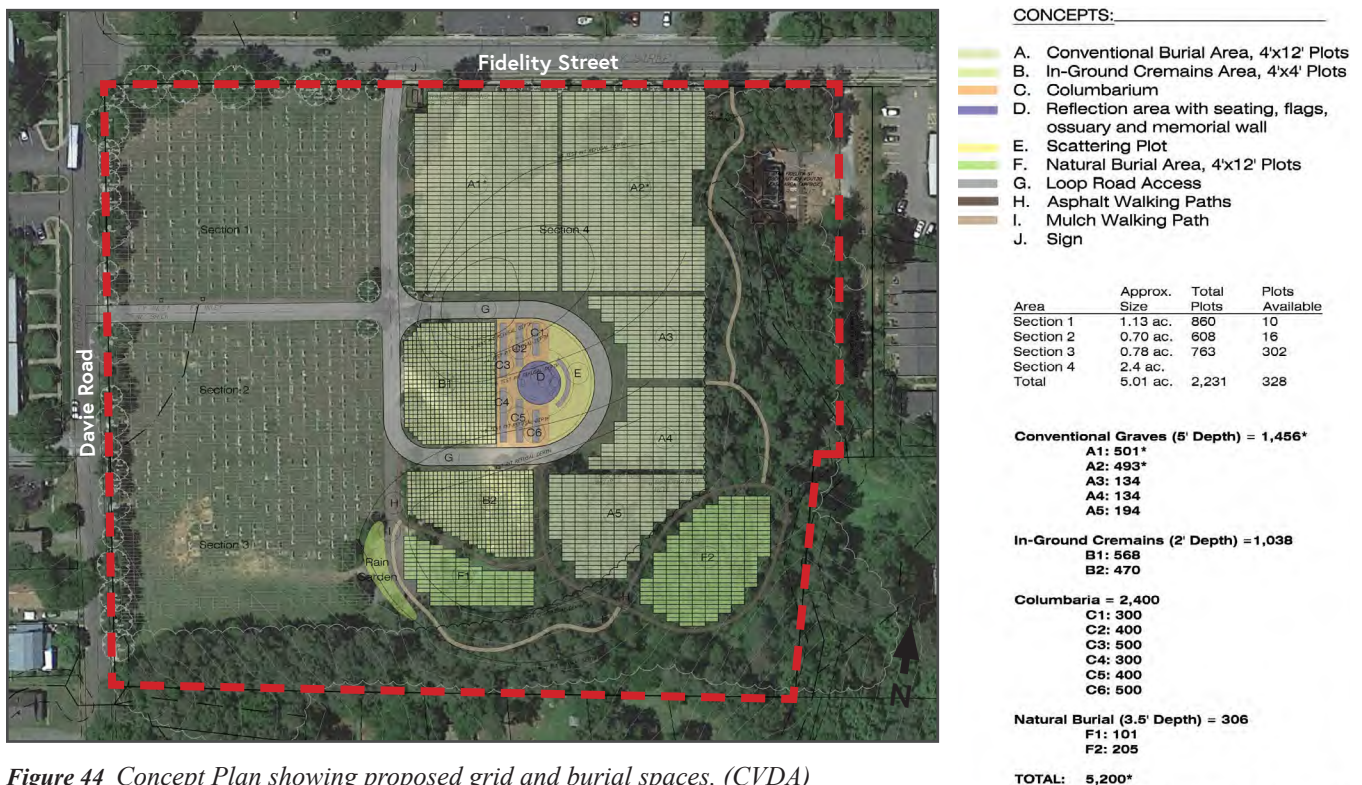 Fidelity Street
J
A1*
A2*
Section 1
Section 4
G
A3
C1
C2
C3
B1
D
E
Section 2
Davie Road
C4
C5
C6
A4
G
H
B2
A5
H
I
Section 3
Rain
Garden
F1
F2
H
N
CONCEPTS:
A. Conventional Burial Area, 4'x12' Plots
B. In-Ground Cremains Area, 4'x4' Plots
C. Columbarium
D. Reflection area with seating, flags,
ossuary and memorial wall
E. Scattering Plot
F. Natural Burial Area, 4'x12' Plots
G. Loop Road Access
H. Asphalt Walking Paths
I. Mulch Walking Path
J. Sign
Approx. Total Plots
Area Size Plots Available
Section 1 1.13 ac. 860 10
Section 2 0.70 ac. 608 16
Section 3 0.78 ac. 763 302
Section 4 2.4 ac.
Total 5.01 ac. 2,231 328
Conventional Graves (5' Depth) = 1,456*
A1: 501*
A2: 493*
A3: 134
A4: 134
A5: 194
In-Ground Cremains (2' Depth) =1,038
B1: 568
B2: 470
Columbaria = 2,400
C1: 300
C2: 400
C3: 500
C4: 300
C5: 400
C6: 500
Natural Burial (3.5' Depth) = 306
F1: 101
F2: 205
TOTAL: 5,200*
Figure 44 Concept Plan showing proposed grid and burial spaces. (CVDA)